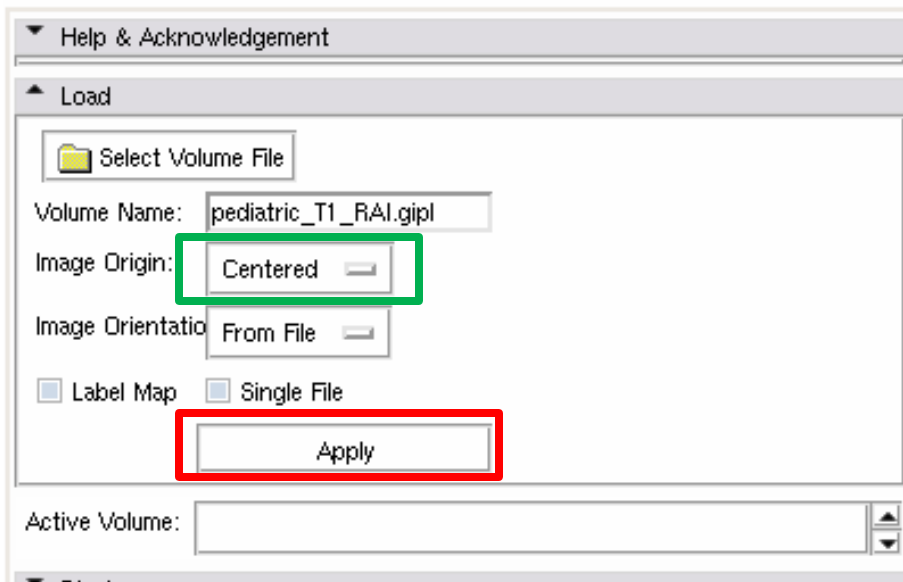 Help & Acknowledgement
Load
Select Volume File
Volume Name: pediatric_T1_RAI.gipl
Image Origin: Centered
Image Orientatio From File
Label Map Single File
Apply
Active Volume: